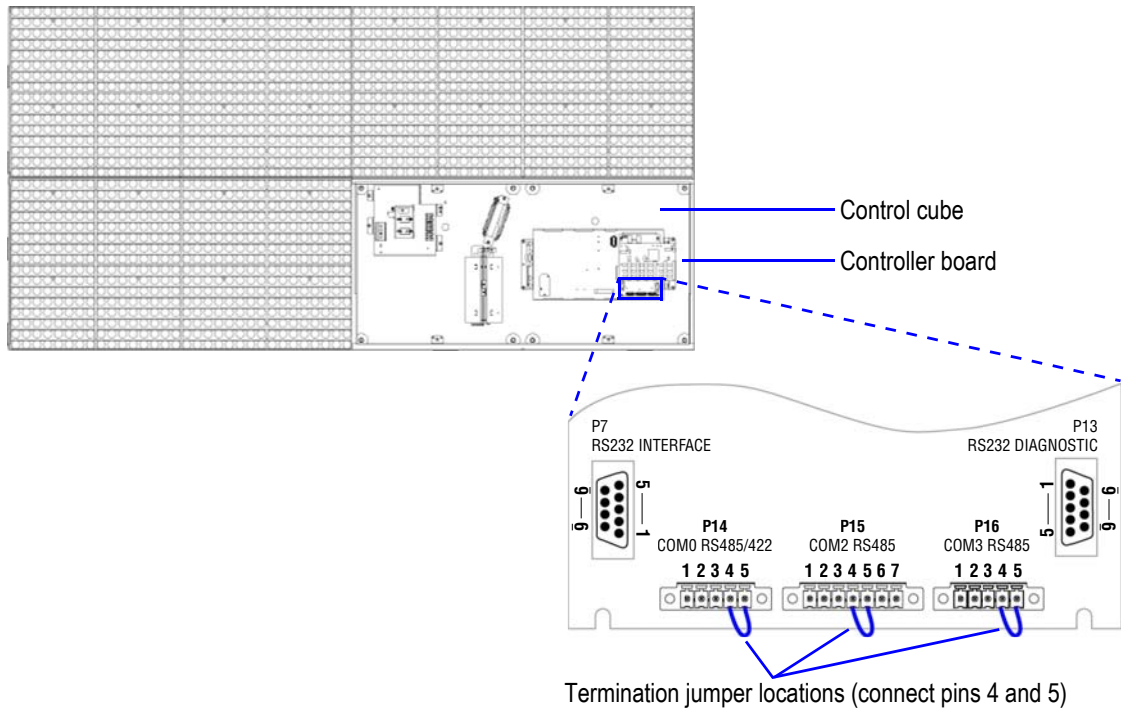 Control cube
Controller board
P7
RS232 INTERFACE
P13
RS232 DIAGNOSTIC
6 — 9
5 — 1
1 — 5
6 — 9
P14
COM0 RS485/422
1 2 3 4 5
P15
COM2 RS485
1 2 3 4 5 6 7
P16
COM3 RS485
1 2 3 4 5
Termination jumper locations (connect pins 4 and 5)